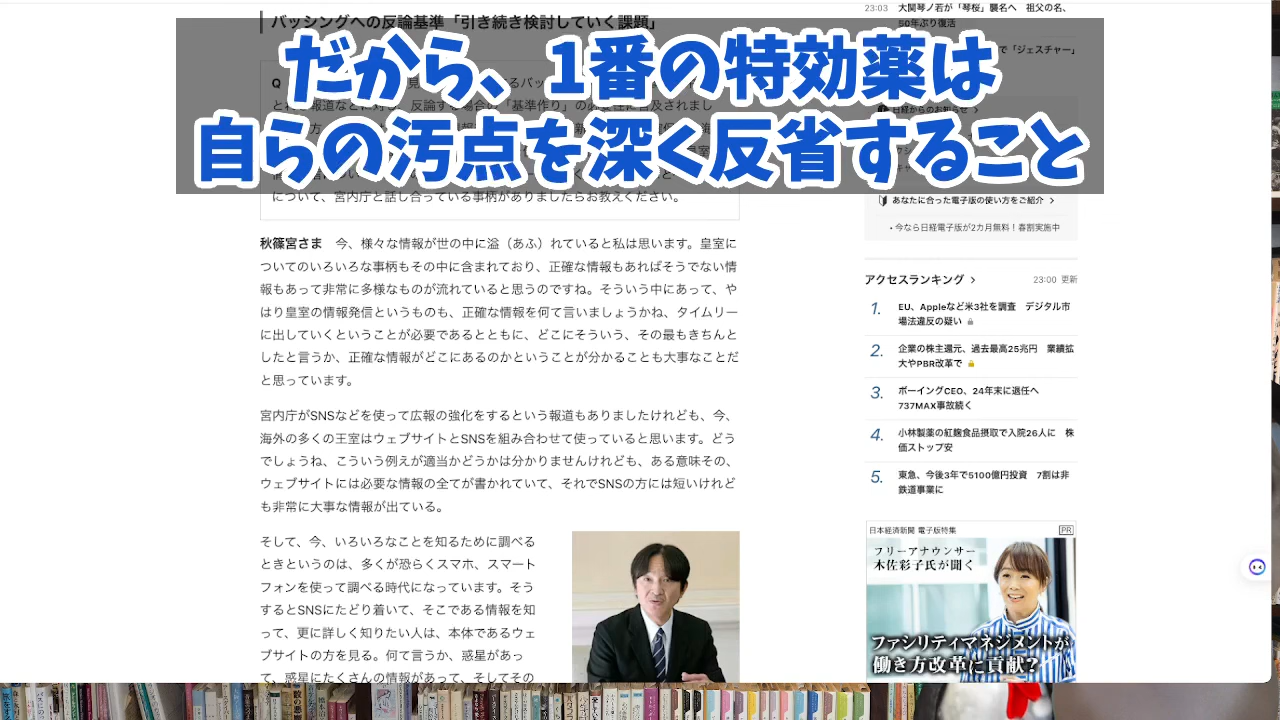 バッシングへの反論基準「引き続き検討していく課題」
だから、1番の特効薬は
自らの汚点を深く反省すること
Q
について、宮内庁と話し合っている事柄がありましたらお教えください。
秋篠宮さま　今、様々な情報が世の中に溢（あふ）れていると私は思います。皇室に
ついてのいろいろな事柄もその中に含まれており、正確な情報もあればそうでない情
報もあって非常に多様なものが流れていると思うのですね。そういう中にあって、や
はり皇室の情報発信というものも、正確な情報を何て言いましょうかね、タイムリー
に出していくということが必要であるとともに、どこにそういう、その最もきちんと
したと言うか、正確な情報がどこにあるのかということが分かることも大事なことだ
と思っています。
宮内庁がSNSなどを使って広報の強化をするという報道もありましたけれども、今、
海外の多くの王室はウェブサイトとSNSを組み合わせて使っていると思います。どう
でしょうね、こういう例えが適当かどうかは分かりませんけれども、ある意味その、
ウェブサイトには必要な情報の全てが書かれていて、それでSNSの方には短いけれど
も非常に大事な情報が出ている。
そして、今、いろいろなことを知るために調べる
ときというのは、多くが恐らくスマホ、スマート
フォンを使って調べる時代になっています。そう
するとSNSにたどり着いて、そこである情報を知
って、更に詳しく知りたい人は、本体であるウェ
ブサイトの方を見る。何て言うか、惑星があっ
て、惑星にたくさんの情報があって、そしてその
23:03 大関琴ノ若が「琴桜」襲名へ　祖父の名、
50年ぶり復活
で「ジェスチャー」
日経からのお知らせ
あなたに合った電子版の使い方をご紹介
・今なら日経電子版が2カ月無料！春割実施中
アクセスランキング 23:00 更新
1. EU、Appleなど米3社を調査　デジタル市
場法違反の疑い
2. 企業の株主還元、過去最高25兆円　業績拡
大やPBR改革で
3. ボーイングCEO、24年末に退任へ
737MAX事故続く
4. 小林製薬の紅麹食品摂取で入院26人に　株
価ストップ安
5. 東急、今後3年で5100億円投資　7割は非
鉄道事業に
日本経済新聞 電子版特集 PR
フリーアナウンサー
木佐彩子氏が聞く
ファシリティマネジメントが
働き方改革に貢献？